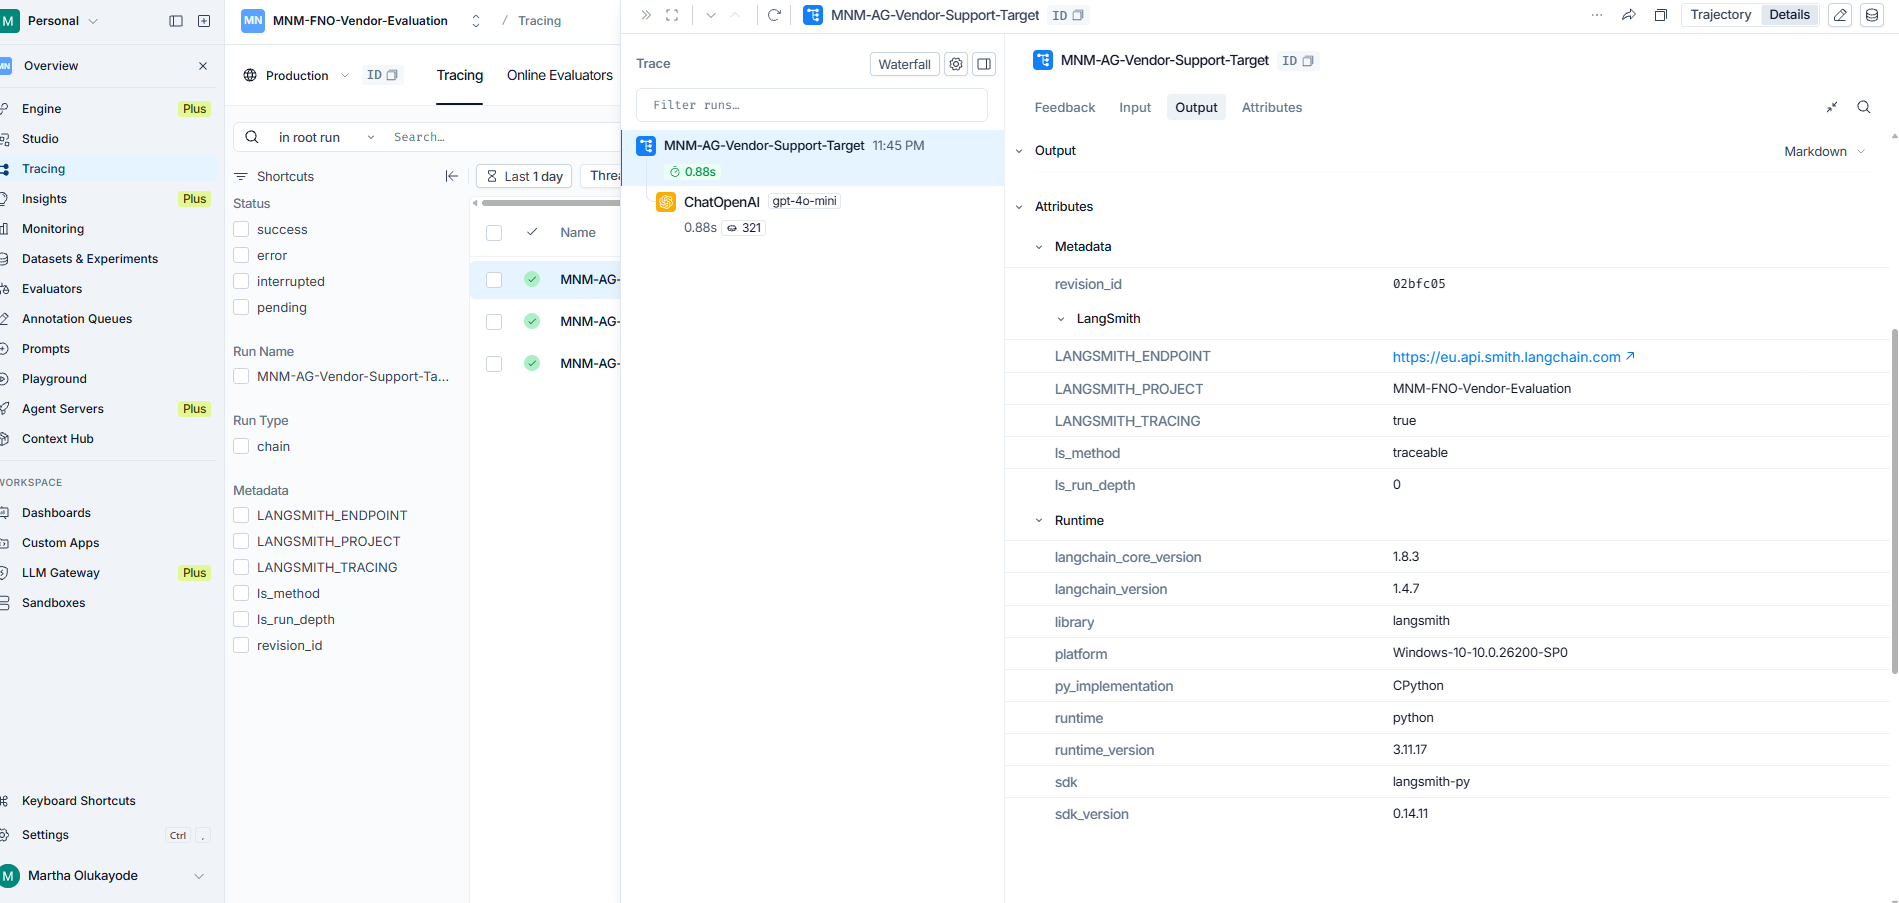 M Personal
MN Overview
Engine Plus
Studio
Tracing
Insights Plus
Monitoring
Datasets & Experiments
Evaluators
Annotation Queues
Prompts
Playground
Agent Servers Plus
Context Hub
WORKSPACE
Dashboards
Custom Apps
LLM Gateway Plus
Sandboxes
Keyboard Shortcuts
Settings Ctrl .
M Martha Olukayode
MN MNM-FNO-Vendor-Evaluation / Tracing
Production ID Tracing Online Evaluators
in root run Search…
Shortcuts
Status
success
error
interrupted
pending
Run Name
MNM-AG-Vendor-Support-Ta...
Run Type
chain
Metadata
LANGSMITH_ENDPOINT
LANGSMITH_PROJECT
LANGSMITH_TRACING
ls_method
ls_run_depth
revision_id
Last 1 day Threa
Name
MNM-AG-
MNM-AG-
MNM-AG-
MNM-AG-Vendor-Support-Target ID
Trajectory Details
Trace Waterfall
Filter runs…
MNM-AG-Vendor-Support-Target 11:45 PM
0.88s
ChatOpenAI gpt-4o-mini
0.88s 321
MNM-AG-Vendor-Support-Target ID
Feedback Input Output Attributes
Output Markdown
Attributes
Metadata
revision_id 02bfc05
LangSmith
LANGSMITH_ENDPOINT https://eu.api.smith.langchain.com
LANGSMITH_PROJECT MNM-FNO-Vendor-Evaluation
LANGSMITH_TRACING true
ls_method traceable
ls_run_depth 0
Runtime
langchain_core_version 1.8.3
langchain_version 1.4.7
library langsmith
platform Windows-10-10.0.26200-SP0
py_implementation CPython
runtime python
runtime_version 3.11.17
sdk langsmith-py
sdk_version 0.14.11